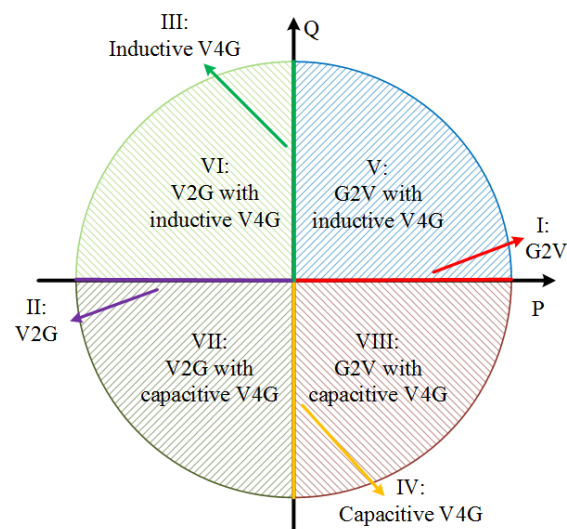 III:
Inductive V4G
Q
VI:
V2G with
inductive V4G
V:
G2V with
inductive V4G
I:
G2V
P
II:
V2G
VII:
V2G with
capacitive V4G
VIII:
G2V with
capacitive V4G
IV:
Capacitive V4G